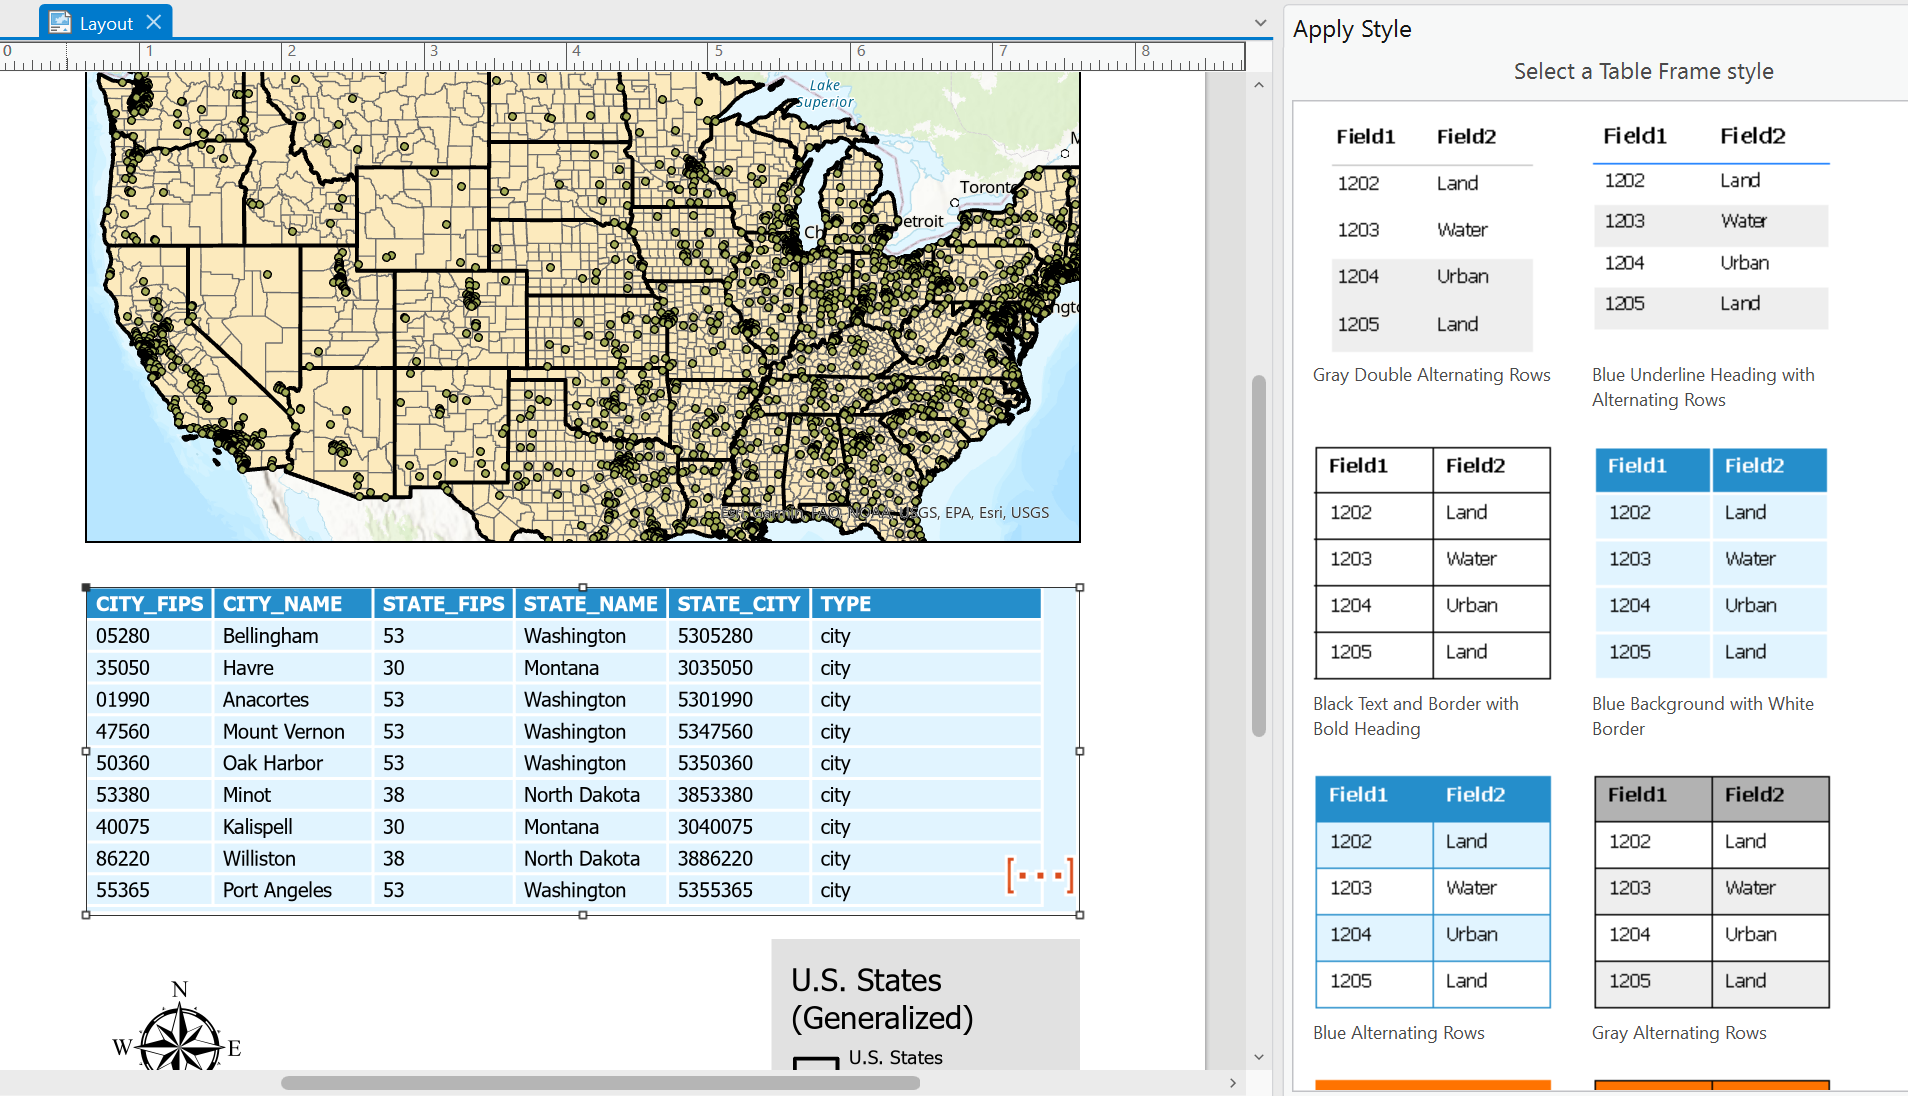 Layout
0 1 2 3 4 5 6 7 8
Lake
Superior
M
Toronto
etroit
Ch
ngto
Esri, Garmin, FAO, NOAA, USGS, EPA, Esri, USGS
CITY_FIPS CITY_NAME STATE_FIPS STATE_NAME STATE_CITY TYPE
05280 Bellingham 53 Washington 5305280 city
35050 Havre 30 Montana 3035050 city
01990 Anacortes 53 Washington 5301990 city
47560 Mount Vernon 53 Washington 5347560 city
50360 Oak Harbor 53 Washington 5350360 city
53380 Minot 38 North Dakota 3853380 city
40075 Kalispell 30 Montana 3040075 city
86220 Williston 38 North Dakota 3886220 city
55365 Port Angeles 53 Washington 5355365 city
N
W E
U.S. States
(Generalized)
U.S. States
Apply Style
Select a Table Frame style
Field1 Field2
1202 Land
1203 Water
1204 Urban
1205 Land
Gray Double Alternating Rows
Field1 Field2
1202 Land
1203 Water
1204 Urban
1205 Land
Blue Underline Heading with
Alternating Rows
Field1 Field2
1202 Land
1203 Water
1204 Urban
1205 Land
Black Text and Border with
Bold Heading
Field1 Field2
1202 Land
1203 Water
1204 Urban
1205 Land
Blue Background with White
Border
Field1 Field2
1202 Land
1203 Water
1204 Urban
1205 Land
Blue Alternating Rows
Field1 Field2
1202 Land
1203 Water
1204 Urban
1205 Land
Gray Alternating Rows